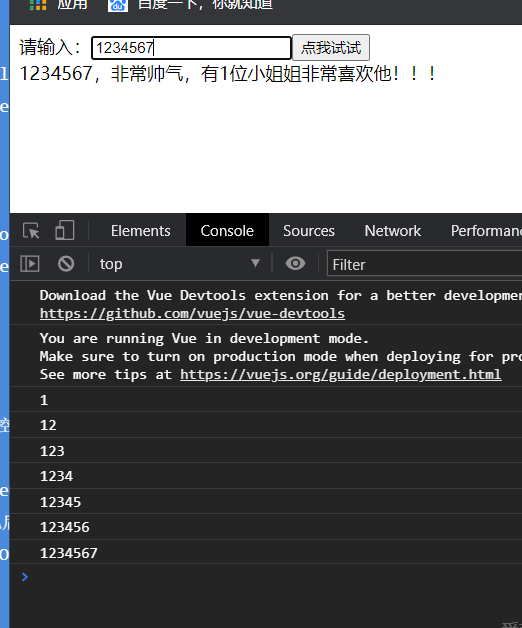 应用 百度一下，你就知道
请输入：1234567 点我试试
1234567，非常帅气，有1位小姐姐非常喜欢他！！！
Elements Console Sources Network Performanc
top Filter
Download the Vue Devtools extension for a better developmen
https://github.com/vuejs/vue-devtools
You are running Vue in development mode.
Make sure to turn on production mode when deploying for pro
See more tips at https://vuejs.org/guide/deployment.html
1
12
123
1234
12345
123456
1234567